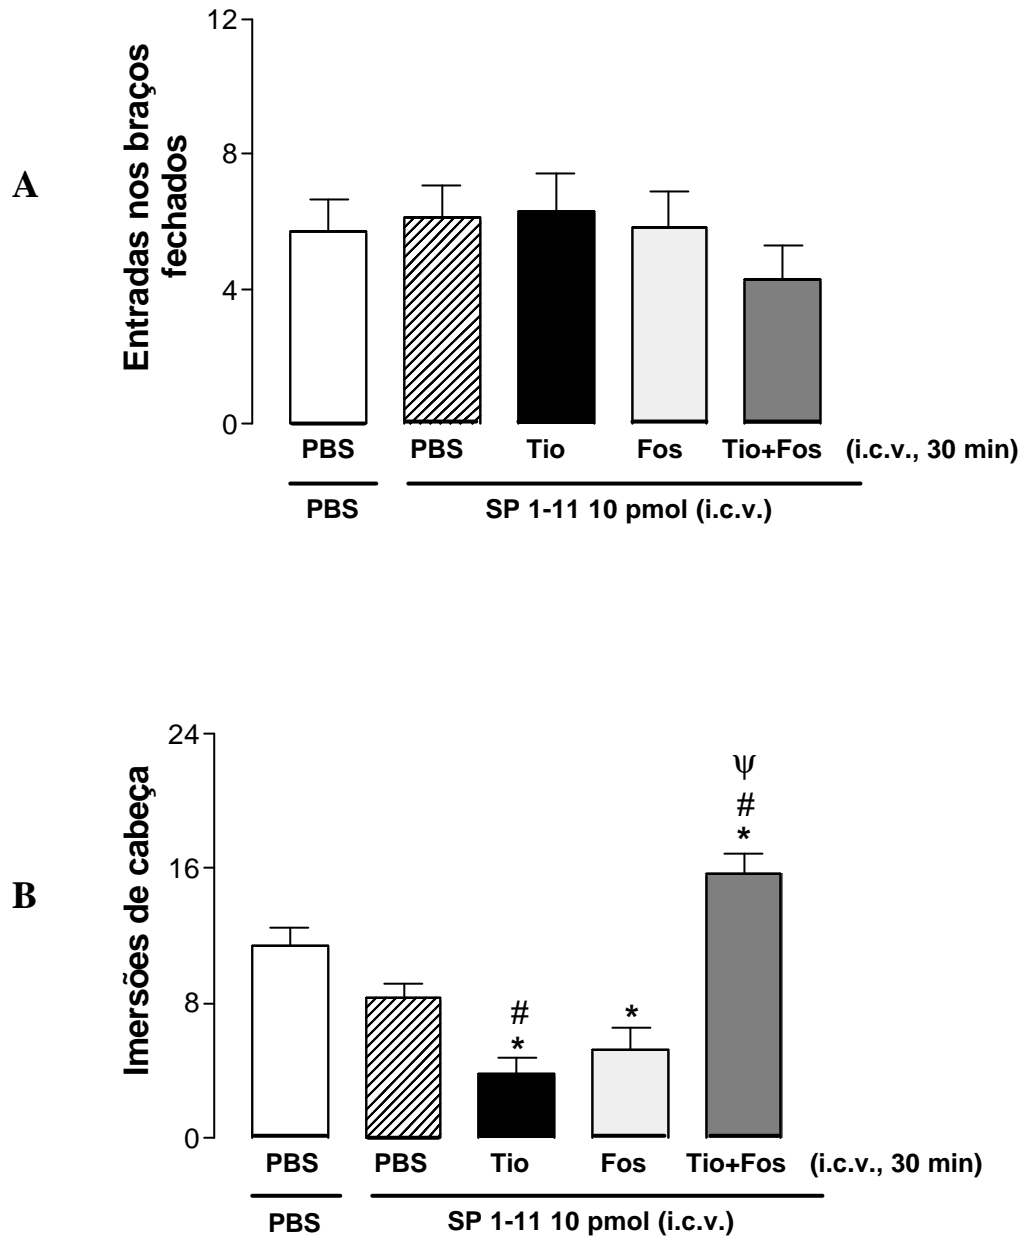 A
Entradas nos braços
fechados
12
8
4
0
PBS PBS Tio Fos Tio+Fos (i.c.v., 30 min)
PBS SP 1-11 10 pmol (i.c.v.)
B
Imersões de cabeça
24
16
8
0
ψ
#
*
#
*
*
PBS PBS Tio Fos Tio+Fos (i.c.v., 30 min)
PBS SP 1-11 10 pmol (i.c.v.)